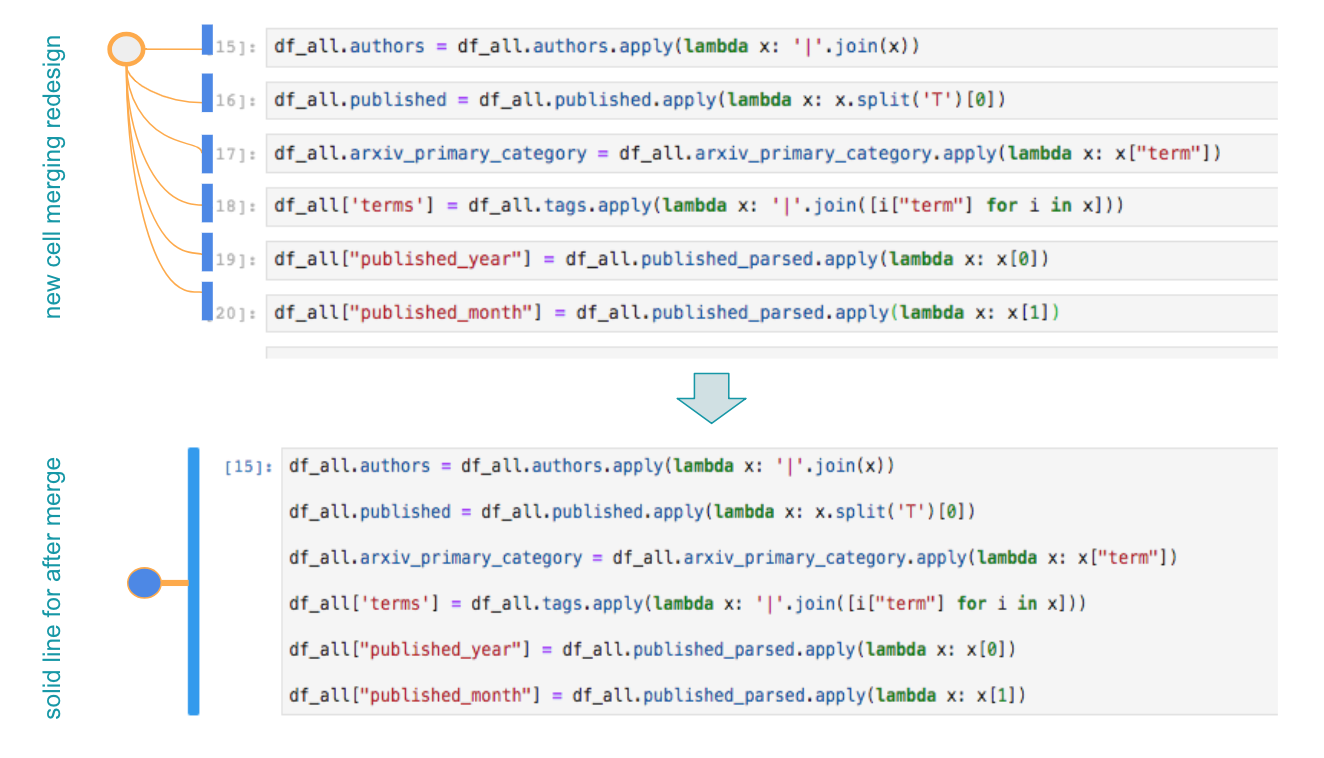 new cell merging redesign
15]: df_all.authors = df_all.authors.apply(lambda x: '|'.join(x))
16]: df_all.published = df_all.published.apply(lambda x: x.split('T')[0])
17]: df_all.arxiv_primary_category = df_all.arxiv_primary_category.apply(lambda x: x["term"])
18]: df_all['terms'] = df_all.tags.apply(lambda x: '|'.join([i["term"] for i in x]))
19]: df_all["published_year"] = df_all.published_parsed.apply(lambda x: x[0])
20]: df_all["published_month"] = df_all.published_parsed.apply(lambda x: x[1])
solid line for after merge
[15]: df_all.authors = df_all.authors.apply(lambda x: '|'.join(x))
df_all.published = df_all.published.apply(lambda x: x.split('T')[0])
df_all.arxiv_primary_category = df_all.arxiv_primary_category.apply(lambda x: x["term"])
df_all['terms'] = df_all.tags.apply(lambda x: '|'.join([i["term"] for i in x]))
df_all["published_year"] = df_all.published_parsed.apply(lambda x: x[0])
df_all["published_month"] = df_all.published_parsed.apply(lambda x: x[1])